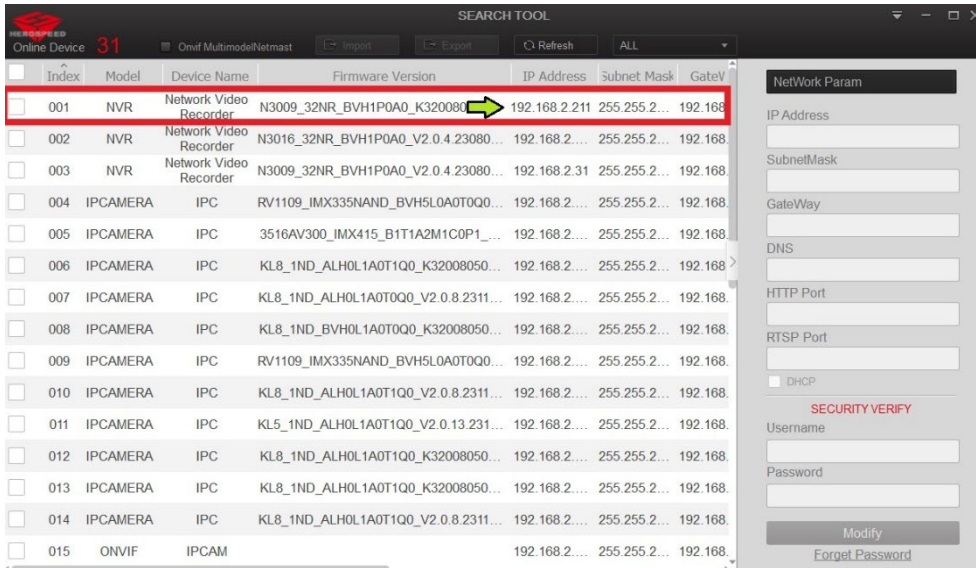 SEARCH TOOL
HEROSPEED
Online Device 31 Onvif MultimodelNetmast Import Export Refresh ALL
Index Model Device Name Firmware Version IP Address Subnet Mask GateW
001 NVR Network Video Recorder N3009_32NR_BVH1P0A0_K320080 192.168.2.211 255.255.2... 192.168
002 NVR Network Video Recorder N3016_32NR_BVH1P0A0_V2.0.4.23080... 192.168.2.... 255.255.2... 192.168.
003 NVR Network Video Recorder N3009_32NR_BVH1P0A0_V2.0.4.23080... 192.168.2.31 255.255.2... 192.168.
004 IPCAMERA IPC RV1109_IMX335NAND_BVH5L0A0T0Q0... 192.168.2.... 255.255.2... 192.168.
005 IPCAMERA IPC 3516AV300_IMX415_B1T1A2M1C0P1_... 192.168.2.... 255.255.2... 192.168.
006 IPCAMERA IPC KL8_1ND_ALH0L1A0T1Q0_K32008050... 192.168.2.... 255.255.2... 192.168
007 IPCAMERA IPC KL8_1ND_ALH0L1A0T0Q0_V2.0.8.2311... 192.168.2.... 255.255.2... 192.168.
008 IPCAMERA IPC KL8_1ND_BVH0L1A0T0Q0_K32008050... 192.168.2.... 255.255.2... 192.168.
009 IPCAMERA IPC RV1109_IMX335NAND_BVH5L0A0T0Q0... 192.168.2.... 255.255.2... 192.168.
010 IPCAMERA IPC KL8_1ND_ALH0L1A0T1Q0_V2.0.8.2311... 192.168.2.... 255.255.2... 192.168.
011 IPCAMERA IPC KL5_1ND_ALH0L1A0T1Q0_V2.0.13.231... 192.168.2.... 255.255.2... 192.168.
012 IPCAMERA IPC KL8_1ND_ALH0L1A0T1Q0_K32008050... 192.168.2.... 255.255.2... 192.168.
013 IPCAMERA IPC KL8_1ND_ALH0L1A0T1Q0_K32008050... 192.168.2.... 255.255.2... 192.168.
014 IPCAMERA IPC KL8_1ND_ALH0L1A0T1Q0_V2.0.8.2311... 192.168.2.... 255.255.2... 192.168.
015 ONVIF IPCAM 192.168.2.... 255.255.2... 192.168.
NetWork Param
IP Address
SubnetMask
GateWay
DNS
HTTP Port
RTSP Port
DHCP
SECURITY VERIFY
Username
Password
Modify
Forget Password